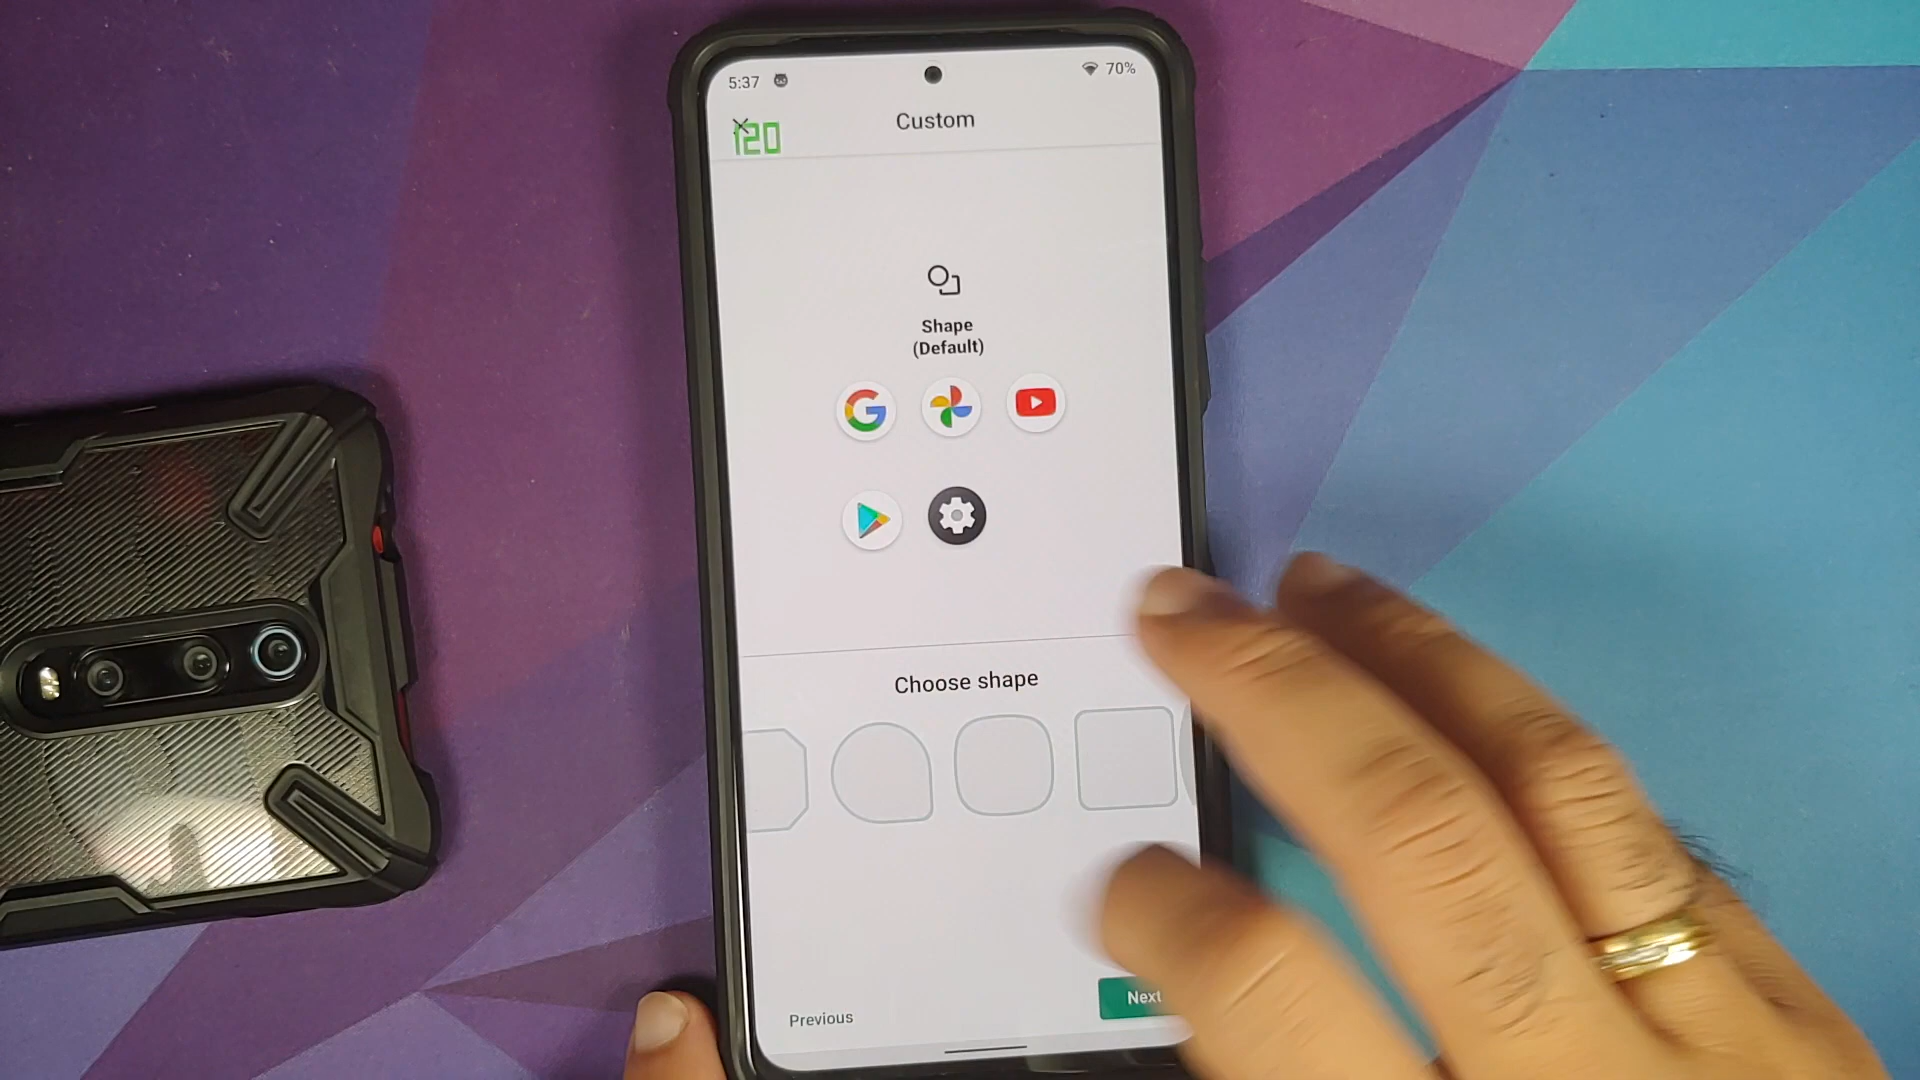 5:37
70%
120
Custom
Shape
(Default)
Choose shape
Previous
Next